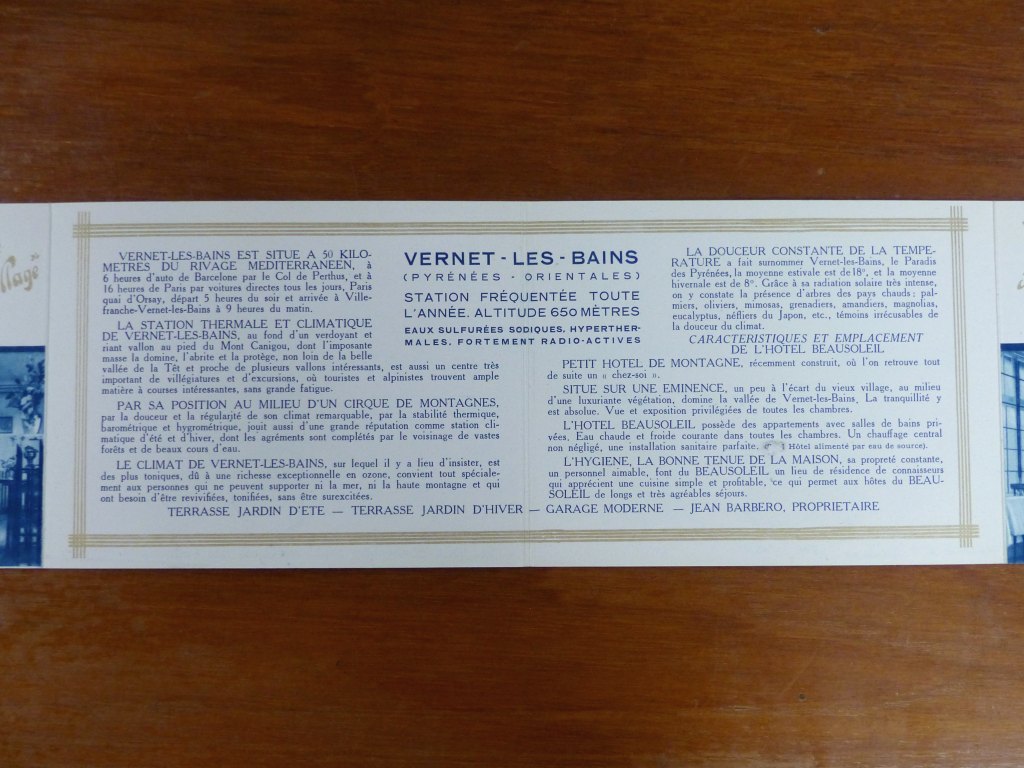 llage"
VERNET-LES-BAINS EST SITUE A 50 KILO-
METRES DU RIVAGE MEDITERRANEEN, à
6 heures d'auto de Barcelone par le Col de Perthus, et à
16 heures de Paris par voitures directes tous les jours, Paris
quai d'Orsay, départ 5 heures du soir et arrivée à Ville-
franche-Vernet-les-Bains à 9 heures du matin.
LA STATION THERMALE ET CLIMATIQUE
DE VERNET-LES-BAINS, au fond d'un verdoyant et
riant vallon au pied du Mont Canigou, dont l'imposante
masse la domine, l'abrite et la protège, non loin de la belle
vallée de la Têt et proche de plusieurs vallons intéressants, est aussi un centre très
important de villégiatures et d'excursions, où touristes et alpinistes trouvent ample
matière à courses intéressantes, sans grande fatigue.
PAR SA POSITION AU MILIEU D'UN CIRQUE DE MONTAGNES,
par la douceur et la régularité de son climat remarquable, par la stabilité thermique,
barométrique et hygrométrique, jouit aussi d'une grande réputation comme station cli-
matique d'été et d'hiver, dont les agréments sont complétés par le voisinage de vastes
forêts et de beaux cours d'eau.
LE CLIMAT DE VERNET-LES-BAINS, sur lequel il y a lieu d'insister, est
des plus toniques, dû à une richesse exceptionnelle en ozone, convient tout spéciale-
ment aux personnes qui ne peuvent supporter ni la mer, ni la haute montagne et qui
ont besoin d'être revivifiées, tonifiées, sans être surexcitées.
VERNET - LES - BAINS
(PYRÉNÉES - ORIENTALES)
STATION FRÉQUENTÉE TOUTE
L'ANNÉE. ALTITUDE 650 MÈTRES
EAUX SULFURÉES SODIQUES, HYPERTHER-
MALES, FORTEMENT RADIO-ACTIVES
LA DOUCEUR CONSTANTE DE LA TEMPE-
RATURE a fait surnommer Vernet-les-Bains, le Paradis
des Pyrénées, la moyenne estivale est de 18°, et la moyenne
hivernale est de 8°. Grâce à sa radiation solaire très intense,
on y constate la présence d'arbres des pays chauds : pal-
miers, oliviers, mimosas, grenadiers, amandiers, magnolias,
eucalyptus, néfliers du Japon, etc., témoins irrécusables de
la douceur du climat.
CARACTERISTIQUES ET EMPLACEMENT
DE L'HOTEL BEAUSOLEIL
PETIT HOTEL DE MONTAGNE, récemment construit, où l'on retrouve tout
de suite un « chez-soi ».
SITUE SUR UNE EMINENCE, un peu à l'écart du vieux village, au milieu
d'une luxuriante végétation, domine la vallée de Vernet-les-Bains. La tranquillité y
est absolue. Vue et exposition privilégiées de toutes les chambres.
L'HOTEL BEAUSOLEIL possède des appartements avec salles de bains pri-
vées. Eau chaude et froide courante dans toutes les chambres. Un chauffage central
non négligé, une installation sanitaire parfaite. Hôtel alimenté par eau de source).
L'HYGIENE, LA BONNE TENUE DE LA MAISON, sa propreté constante,
un personnel aimable, font du BEAUSOLEIL un lieu de résidence de connaisseurs
qui apprécient une cuisine simple et profitable, ce qui permet aux hôtes du BEAU-
SOLEIL de longs et très agréables séjours.
TERRASSE JARDIN D'ETE — TERRASSE JARDIN D'HIVER — GARAGE MODERNE — JEAN BARBERO, PROPRIETAIRE